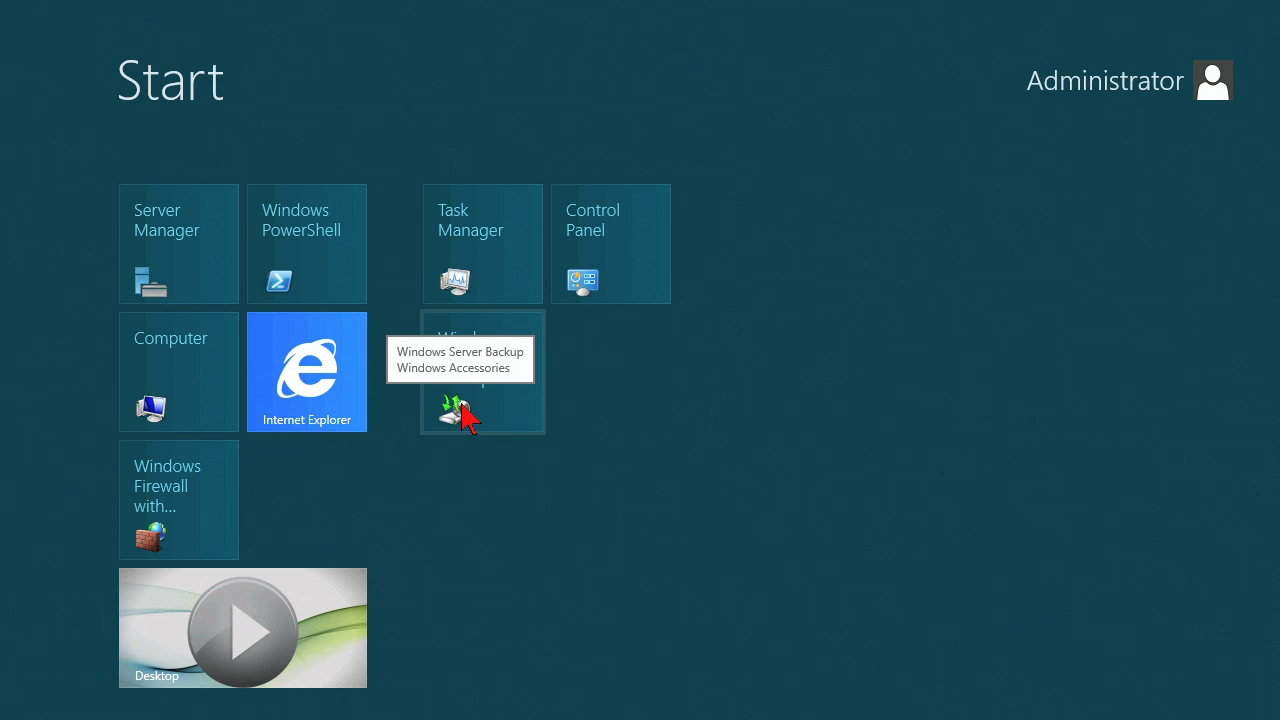 Start
Administrator
Server
Manager
Windows
PowerShell
Task
Manager
Control
Panel
Computer
Internet Explorer
Windows Server Backup
Windows Accessories
Windows
Firewall
with...
Desktop